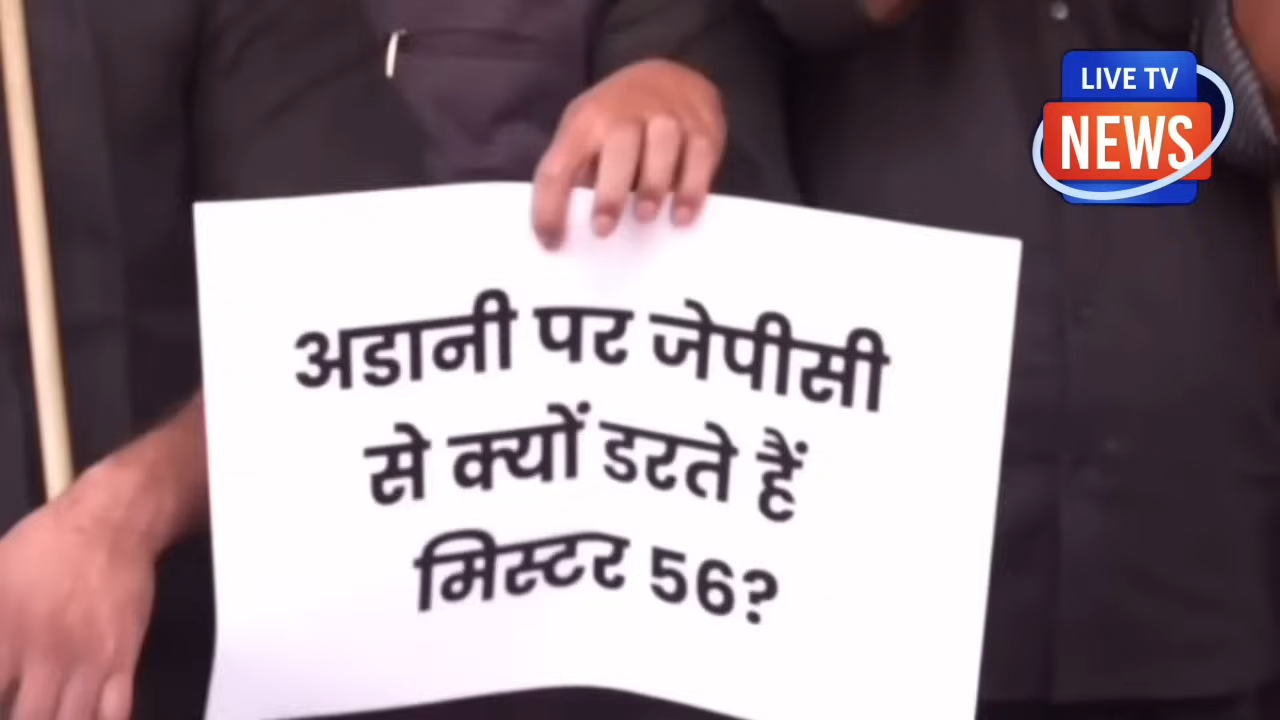 LIVE TV
NEWS
अडानी पर जेपीसी
से क्यों डरते हैं
मिस्टर 56?